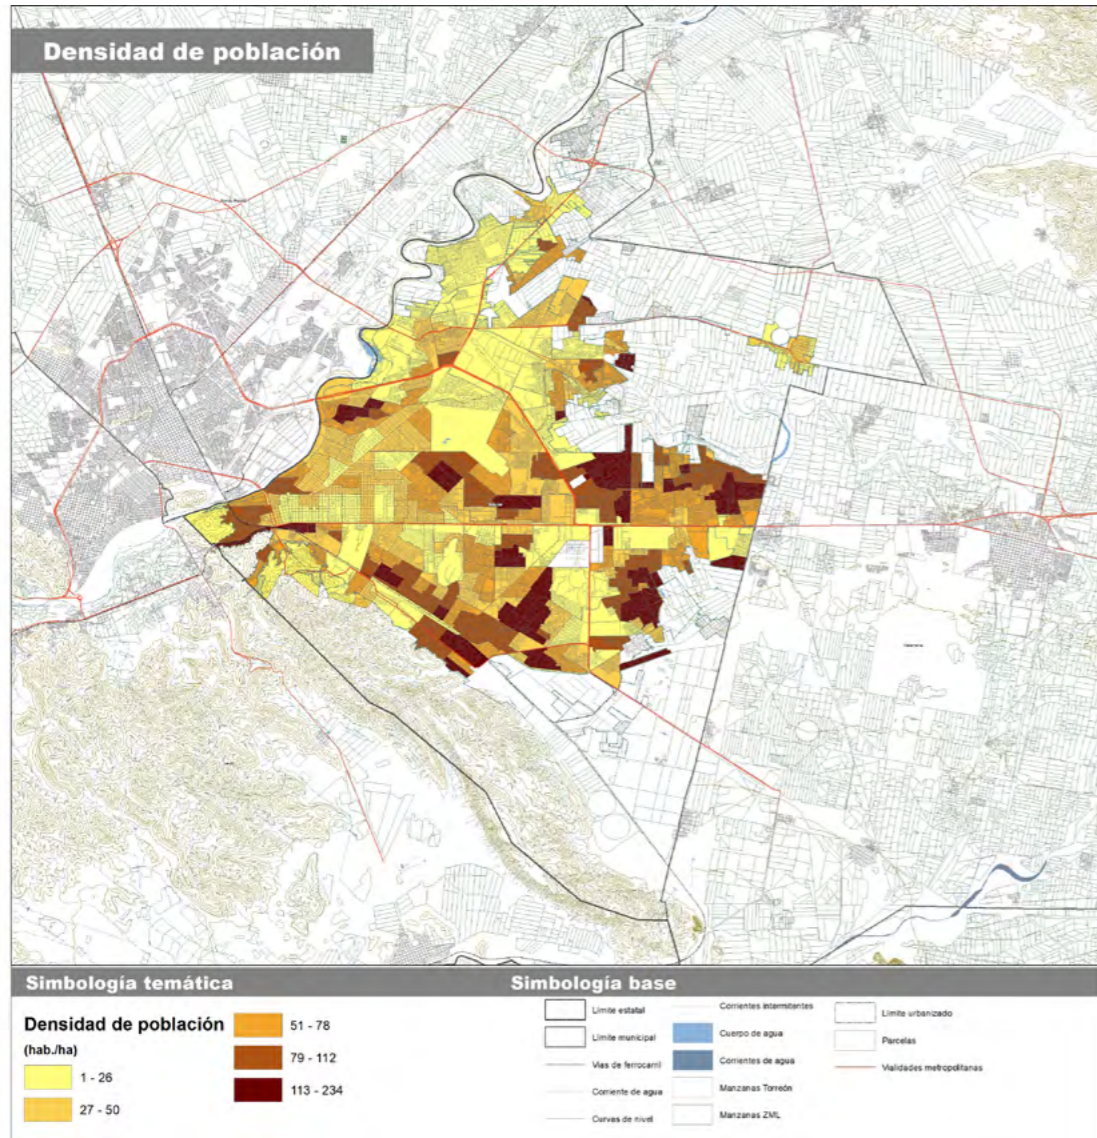 Densidad de población
Simbología temática
Densidad de población
(hab./ha)
1 - 26
27 - 50
51 - 78
79 - 112
113 - 234
Simbología base
Límite estatal
Límite municipal
Vías de ferrocarril
Corriente de agua
Curvas de nivel
Corrientes intermitentes
Cuerpo de agua
Corrientes de agua
Manzanas Torreón
Manzanas ZML
Límite urbanizado
Parcelas
Vialidades metropolitanas